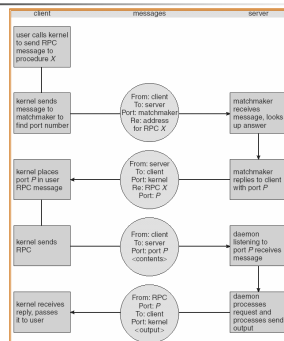 client
messages
server
user calls kernel
to send RPC
message to
procedure X
kernel sends
message to
matchmaker to
find port number
From: client
To: server
Port: matchmaker
Re: address
for RPC X
matchmaker
receives
message, looks
up answer
kernel places
port P in user
RPC message
From: server
To: client
Port: kernel
Re: RPC X
Port: P
matchmaker
replies to client
with port P
kernel sends
RPC
From: client
To: server
Port: port P
<contents>
daemon
listening to
port P receives
message
kernel receives
reply, passes
it to user
From: RPC
Port: P
To: client
Port: kernel
<output>
daemon
processes
request and
processes send
output